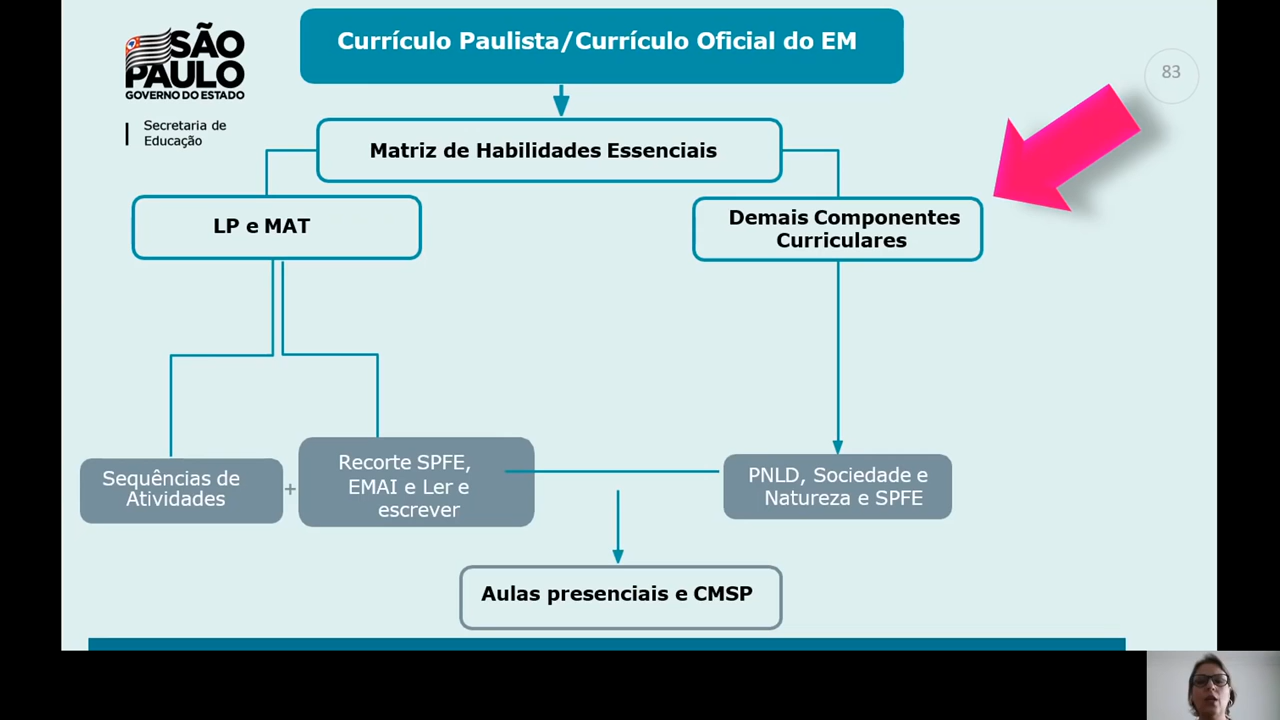 Currículo Paulista/Currículo Oficial do EM
SÃO
PAULO
GOVERNO DO ESTADO
Secretaria de
Educação
83
Matriz de Habilidades Essenciais
LP e MAT
Demais Componentes
Curriculares
Sequências de
Atividades
+
Recorte SPFE,
EMAI e Ler e
escrever
PNLD, Sociedade e
Natureza e SPFE
Aulas presenciais e CMSP